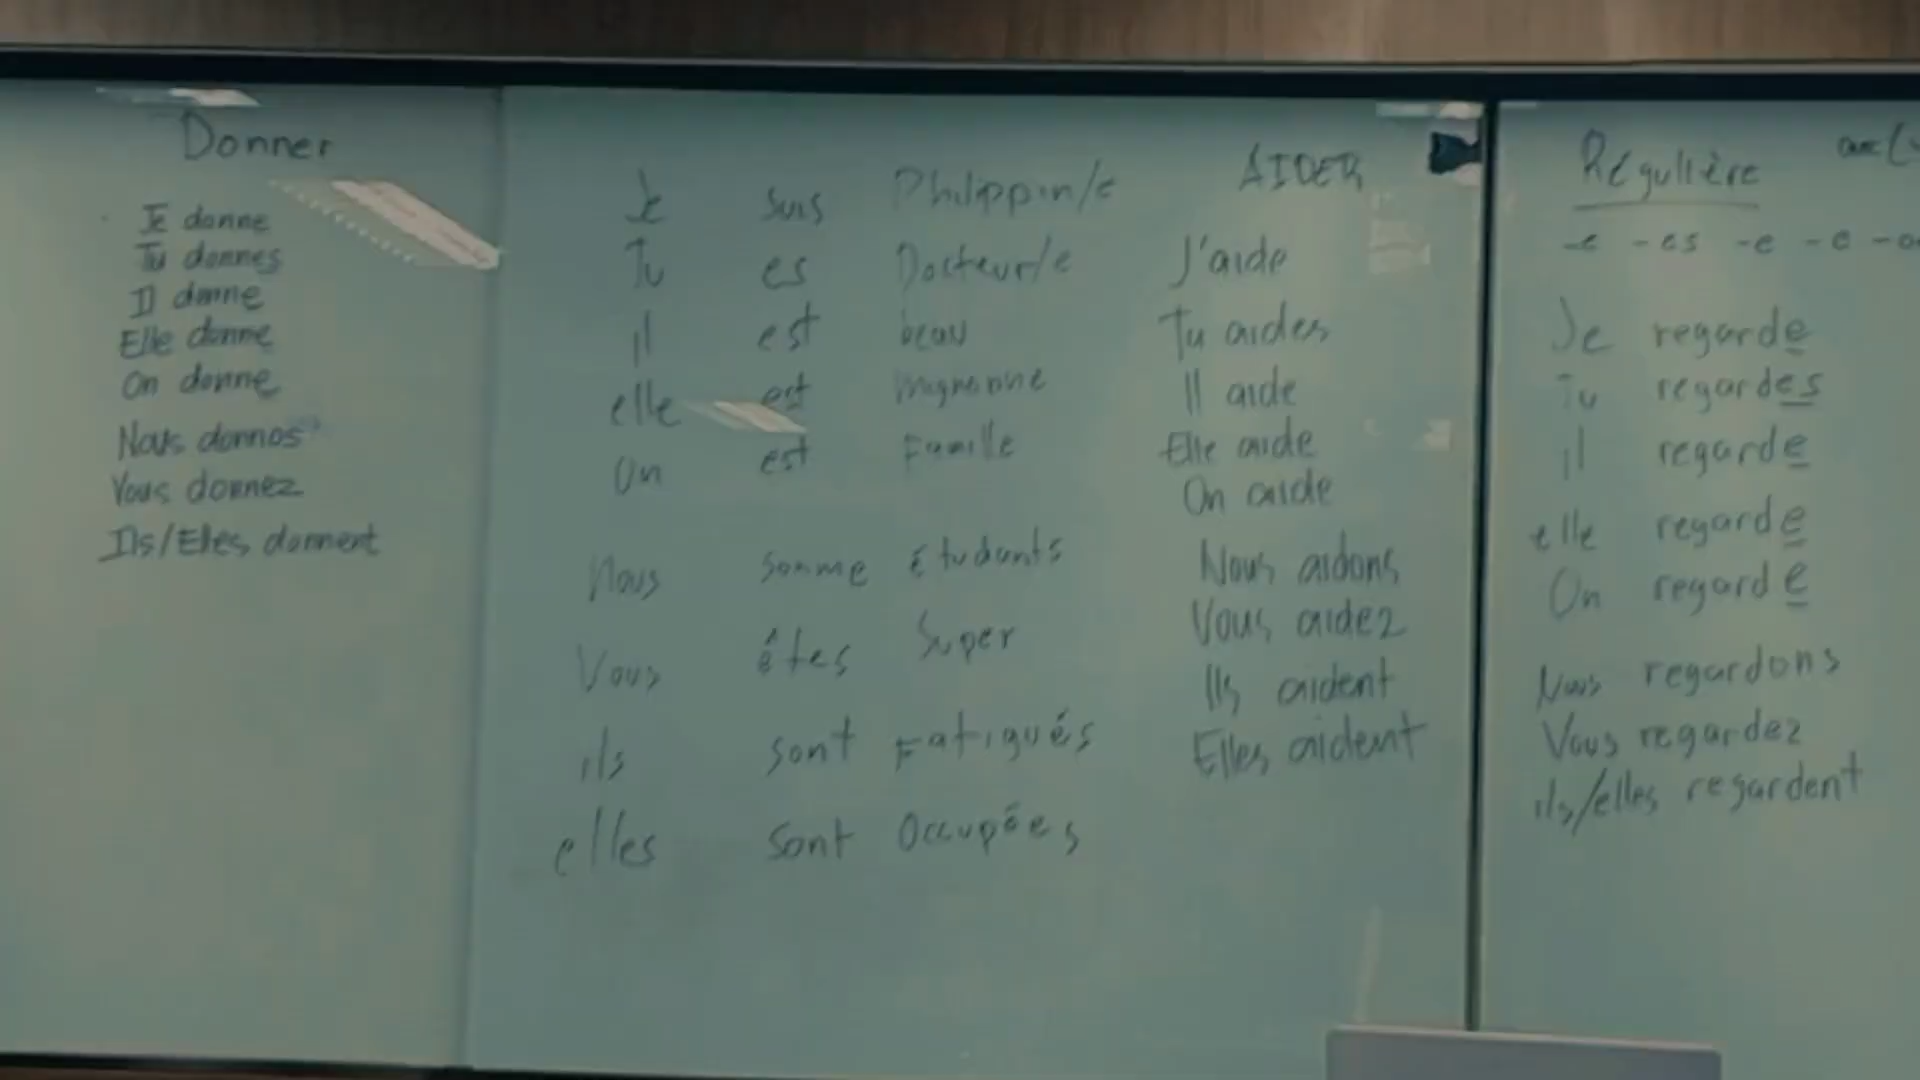 Donner
Je donne
Tu donnes
Il donne
Elle donne
On donne
Nous donnos
Vous donnez
Ils/Elles donnent
Je suis Philippin/e
Tu es Docteur/e
il est beau
elle est mignonne
On est Famille
Nous somme étudants
Vous êtes Super
ils sont Fatigués
elles sont Occupées
AIDER
J'aide
Tu aides
Il aide
Elle aide
On aide
Nous aidons
Vous aidez
Ils aident
Elles aident
Régulière
-e -es -e -e
Je regarde
Tu regardes
il regarde
elle regarde
On regarde
Nous regardons
Vous regardez
ils/elles regardent